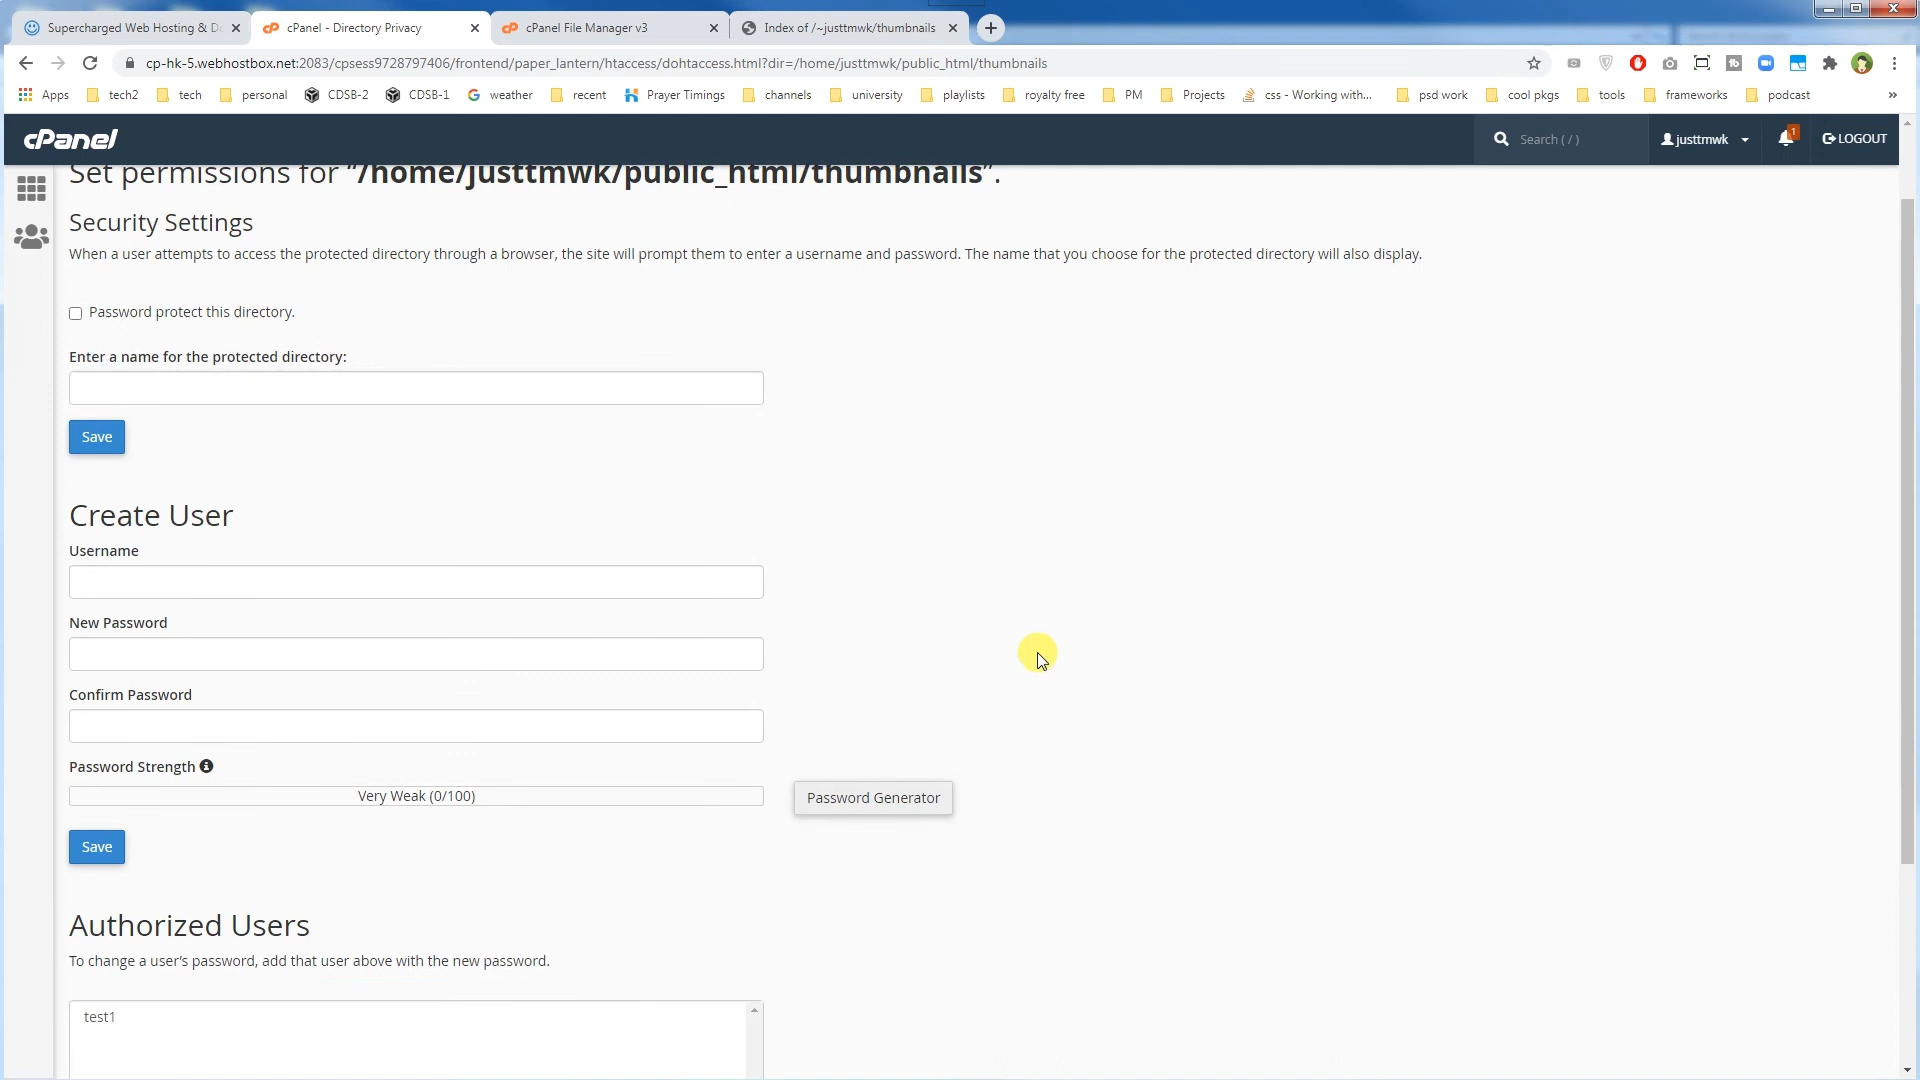 Supercharged Web Hosting & Do
cPanel - Directory Privacy
cPanel File Manager v3
Index of /~justtmwk/thumbnails
cp-hk-5.webhostbox.net:2083/cpsess9728797406/frontend/paper_lantern/htaccess/dohtaccess.html?dir=/home/justtmwk/public_html/thumbnails
Apps
tech2
tech
personal
CDSB-2
CDSB-1
weather
recent
Prayer Timings
channels
university
playlists
royalty free
PM
Projects
css - Working with...
psd work
cool pkgs
tools
frameworks
podcast
cPanel
Search ( / )
justtmwk
1
LOGOUT
Set permissions for “/home/justtmwk/public_html/thumbnails”.
Security Settings
When a user attempts to access the protected directory through a browser, the site will prompt them to enter a username and password. The name that you choose for the protected directory will also display.
Password protect this directory.
Enter a name for the protected directory:
Save
Create User
Username
New Password
Confirm Password
Password Strength
Very Weak (0/100)
Password Generator
Save
Authorized Users
To change a user’s password, add that user above with the new password.
test1